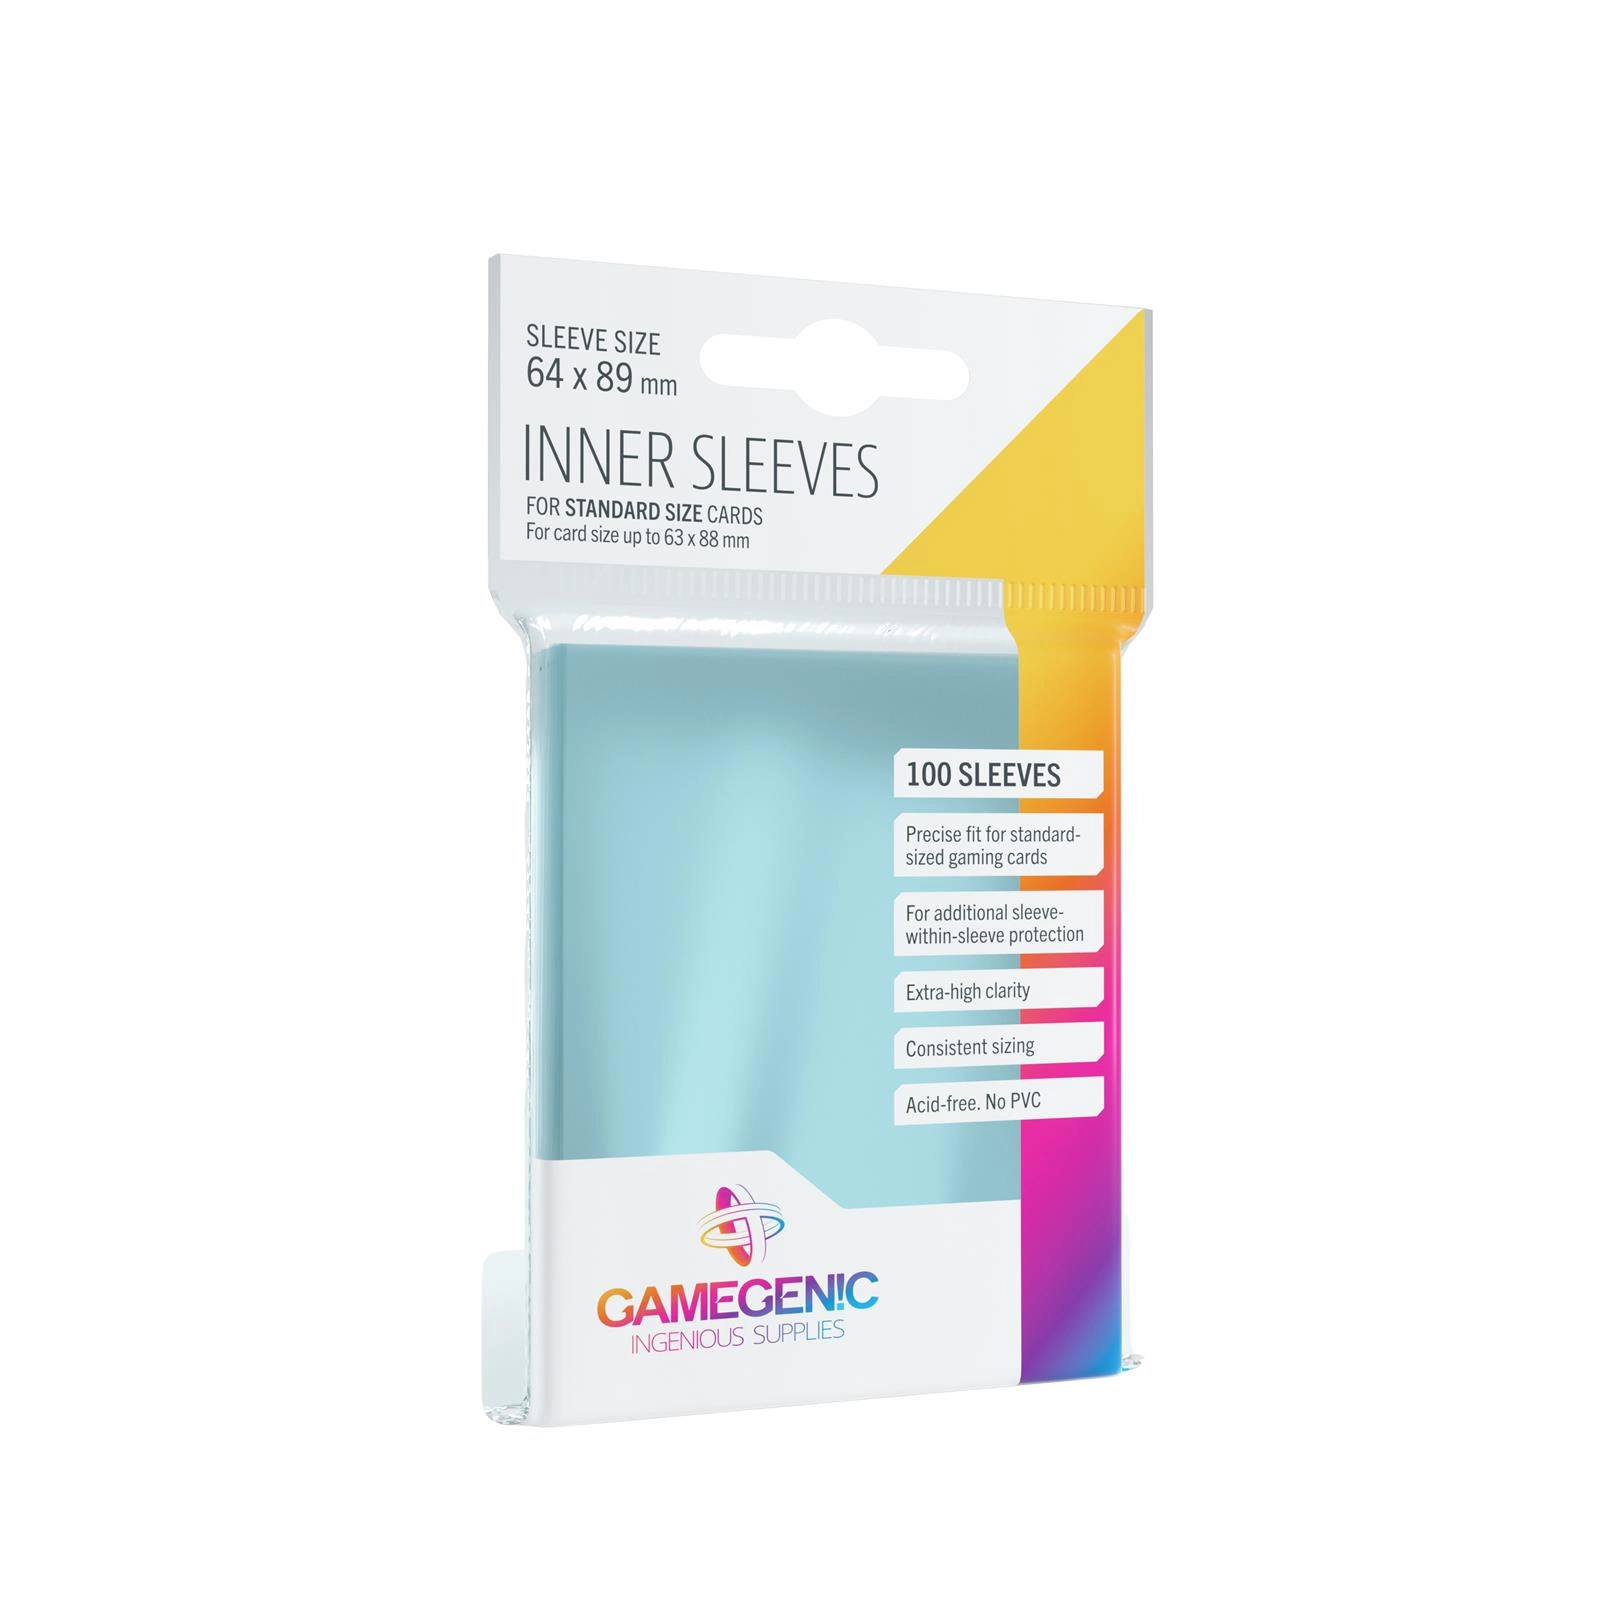 SLEEVE SIZE
64 x 89 mm
INNER SLEEVES
FOR STANDARD SIZE CARDS
For card size up to 63 x 88 mm
100 SLEEVES
Precise fit for standard-
sized gaming cards
For additional sleeve-
within-sleeve protection
Extra-high clarity
Consistent sizing
Acid-free. No PVC
GAMEGEN!C
INGENIOUS SUPPLIES